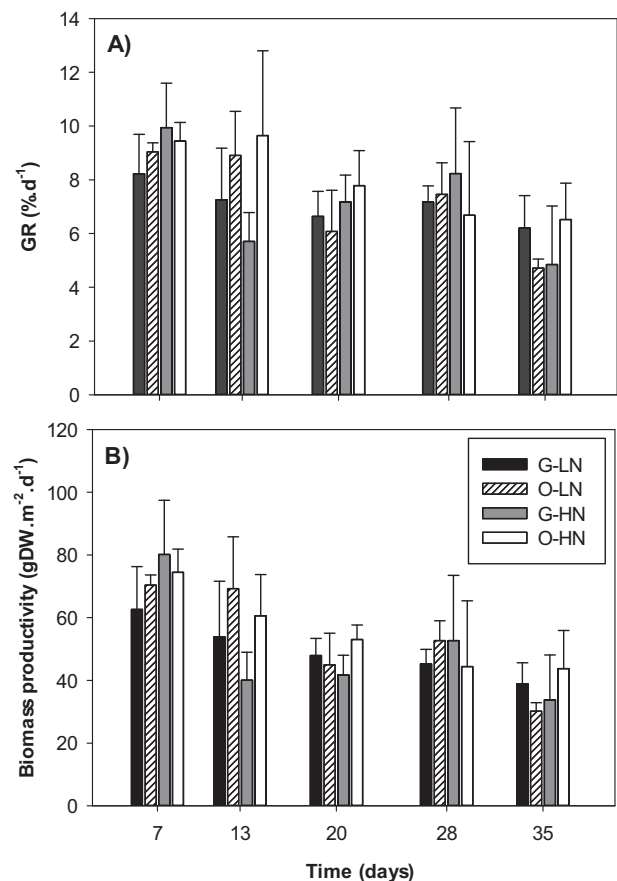 A)
14
12
10
8
6
4
2
0
GR (%.d-1)
B)
120
100
80
60
40
20
0
Biomass productivity (gDW.m-2.d-1)
G-LN
O-LN
G-HN
O-HN
7 13 20 28 35
Time (days)